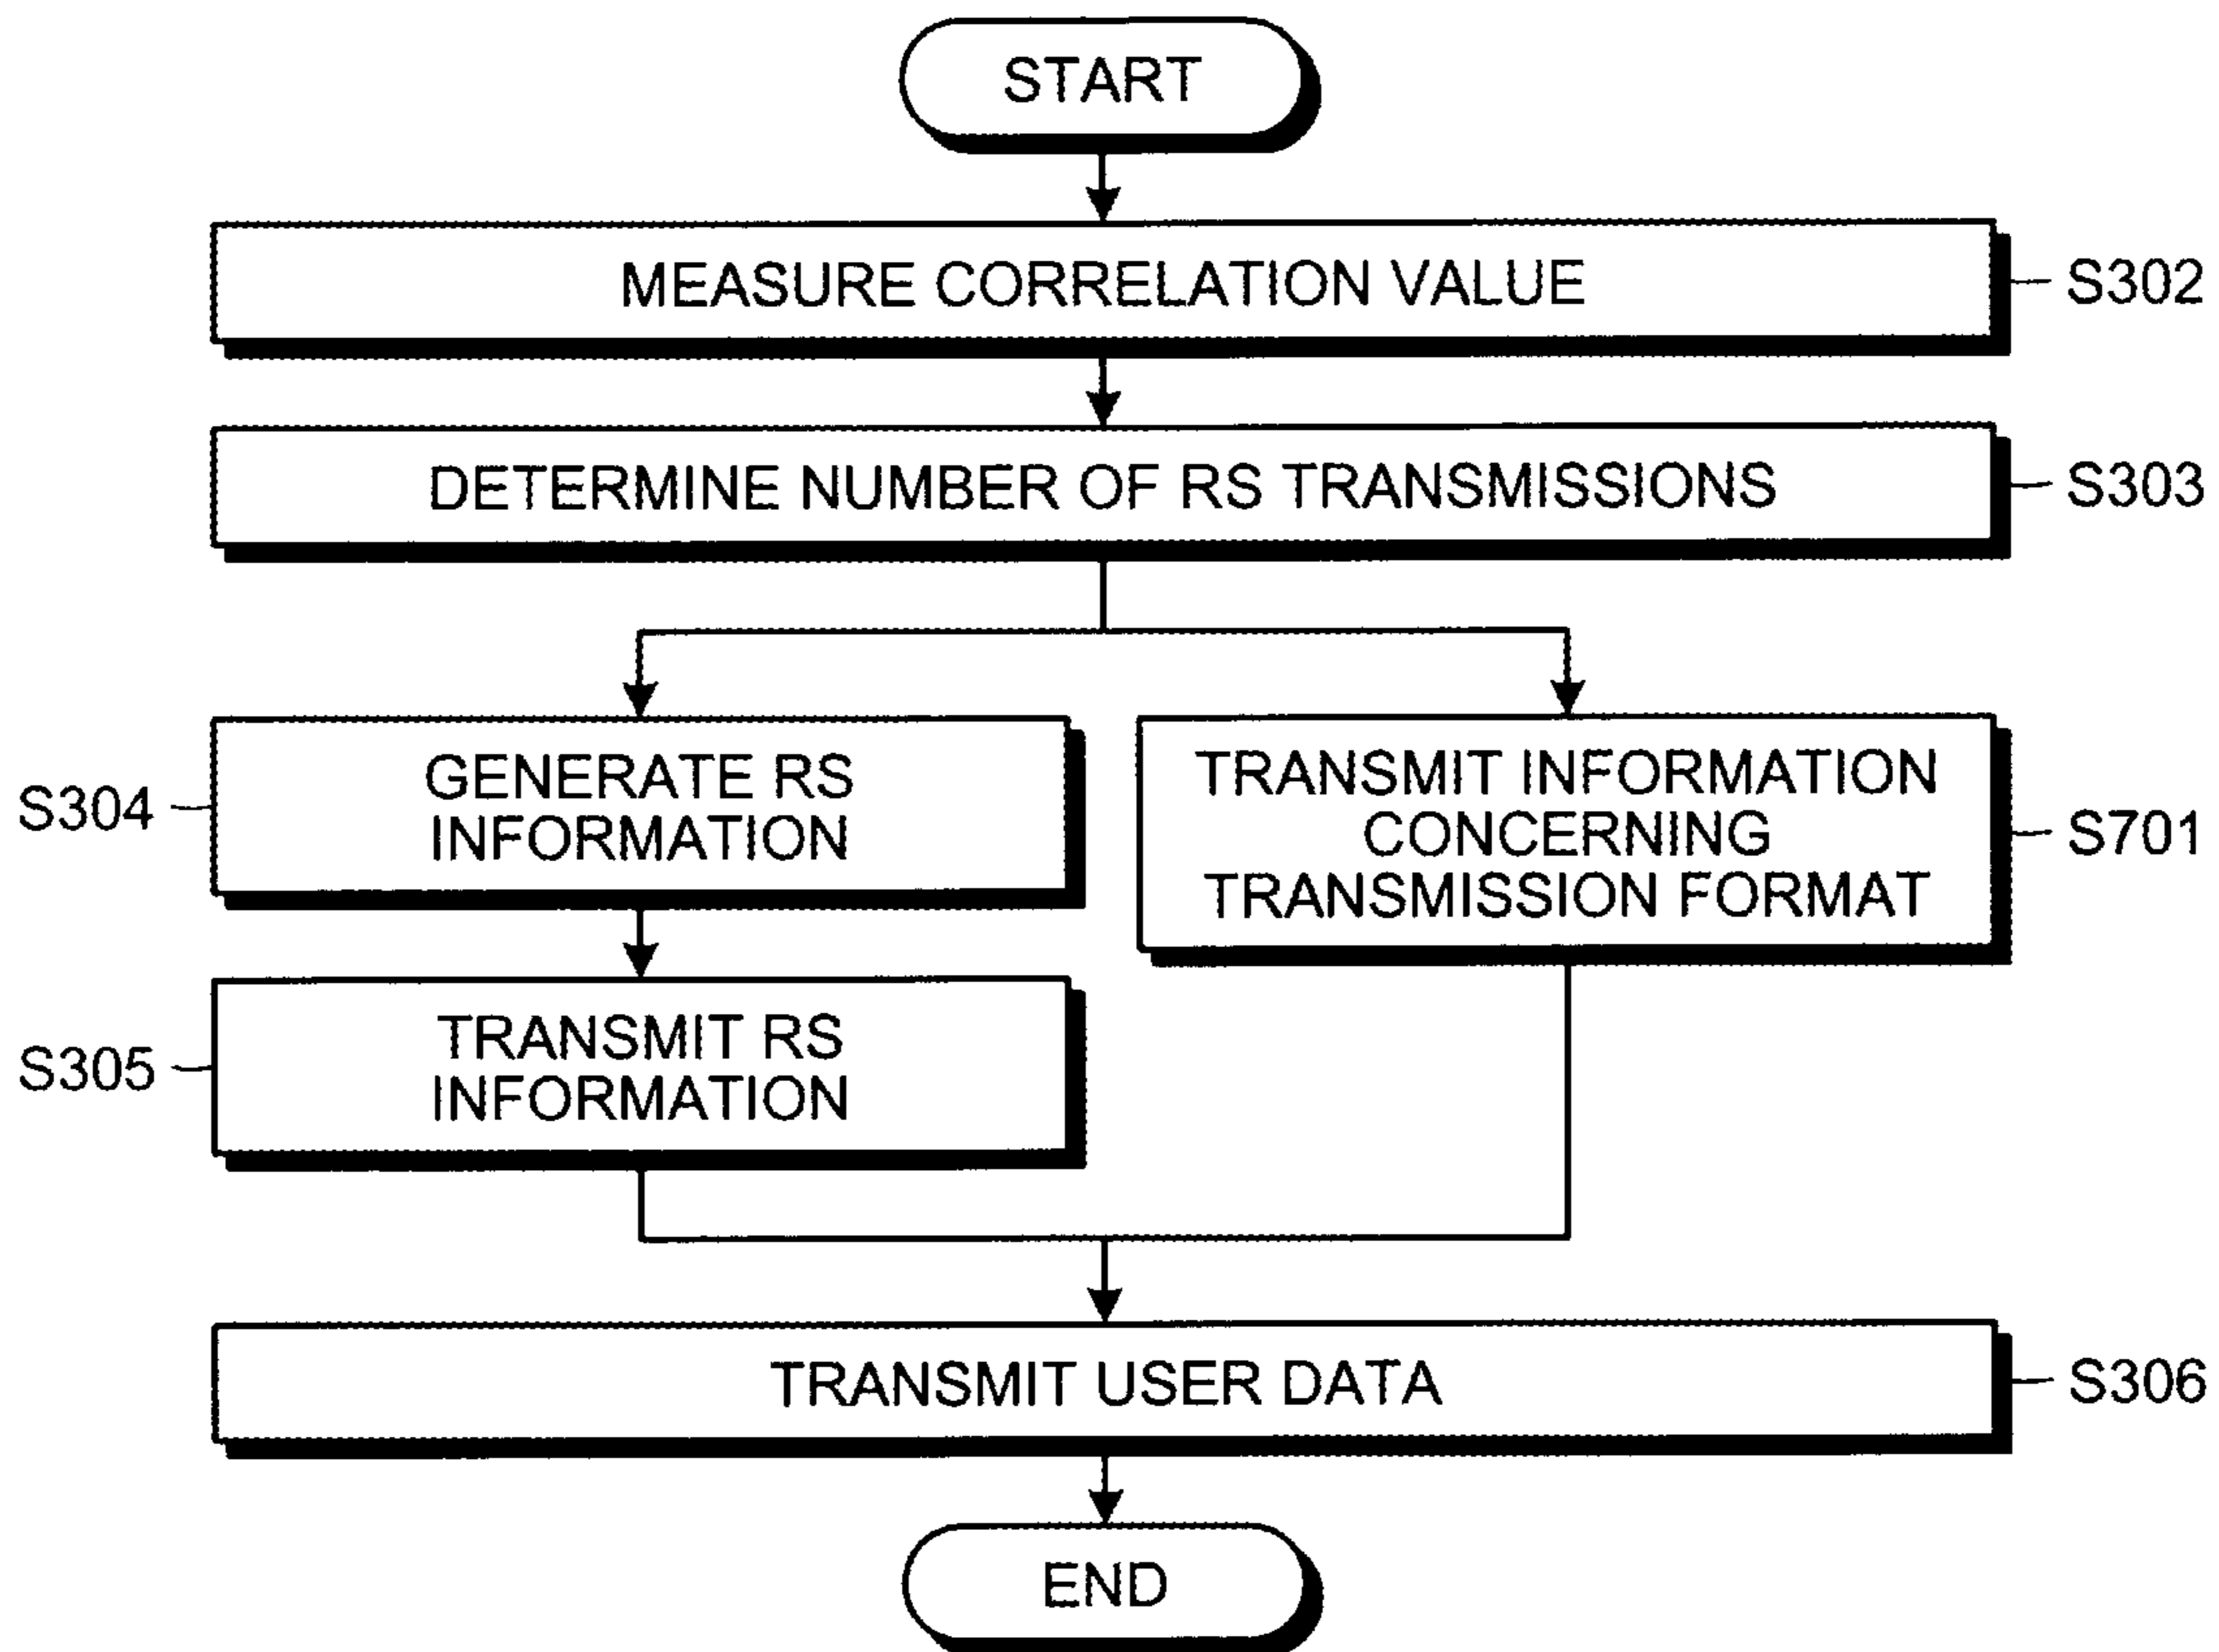 START
MEASURE CORRELATION VALUE
S302
DETERMINE NUMBER OF RS TRANSMISSIONS
S303
S304
GENERATE RS
INFORMATION
TRANSMIT INFORMATION
CONCERNING
TRANSMISSION FORMAT
S701
S305
TRANSMIT RS
INFORMATION
TRANSMIT USER DATA
S306
END